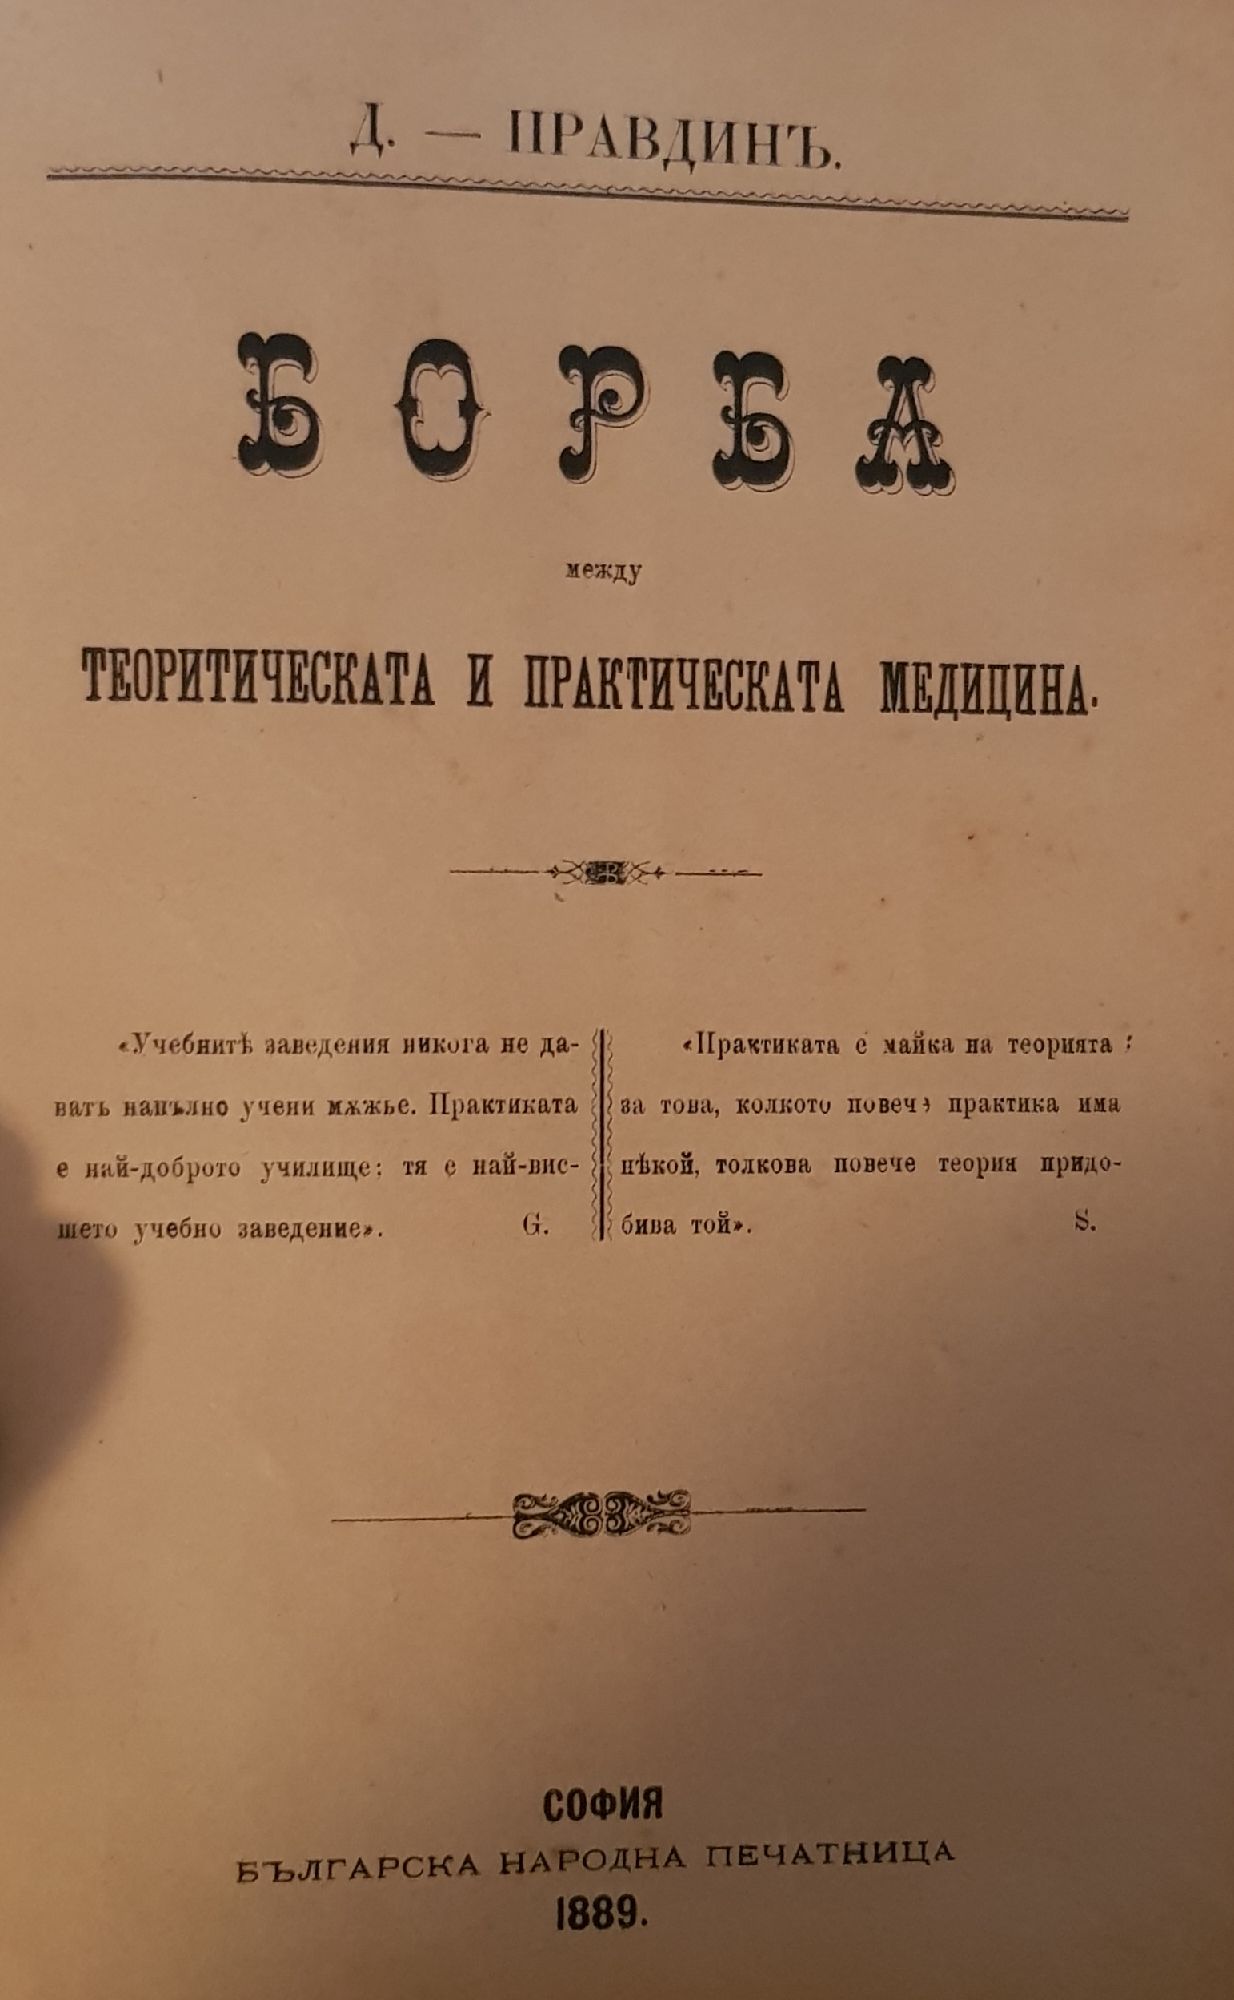 Д. — ПРАВДИНЪ.
БОРБА
между
ТЕОРИТИЧЕСКАТА И ПРАКТИЧЕСКАТА МЕДИЦИНА.
«Учебнитѣ заведения никога не да-
ватъ напълно учени мѫжье. Практиката
е най-доброто училище; тя е най-вис-
шето учебно заведение». G.
«Практиката е майка на теорията;
за това, колкото повече практика има
нѣкой, толкова повече теория придо-
бива той». S.
СОФИЯ
БЪЛГАРСКА НАРОДНА ПЕЧАТНИЦА
1889.